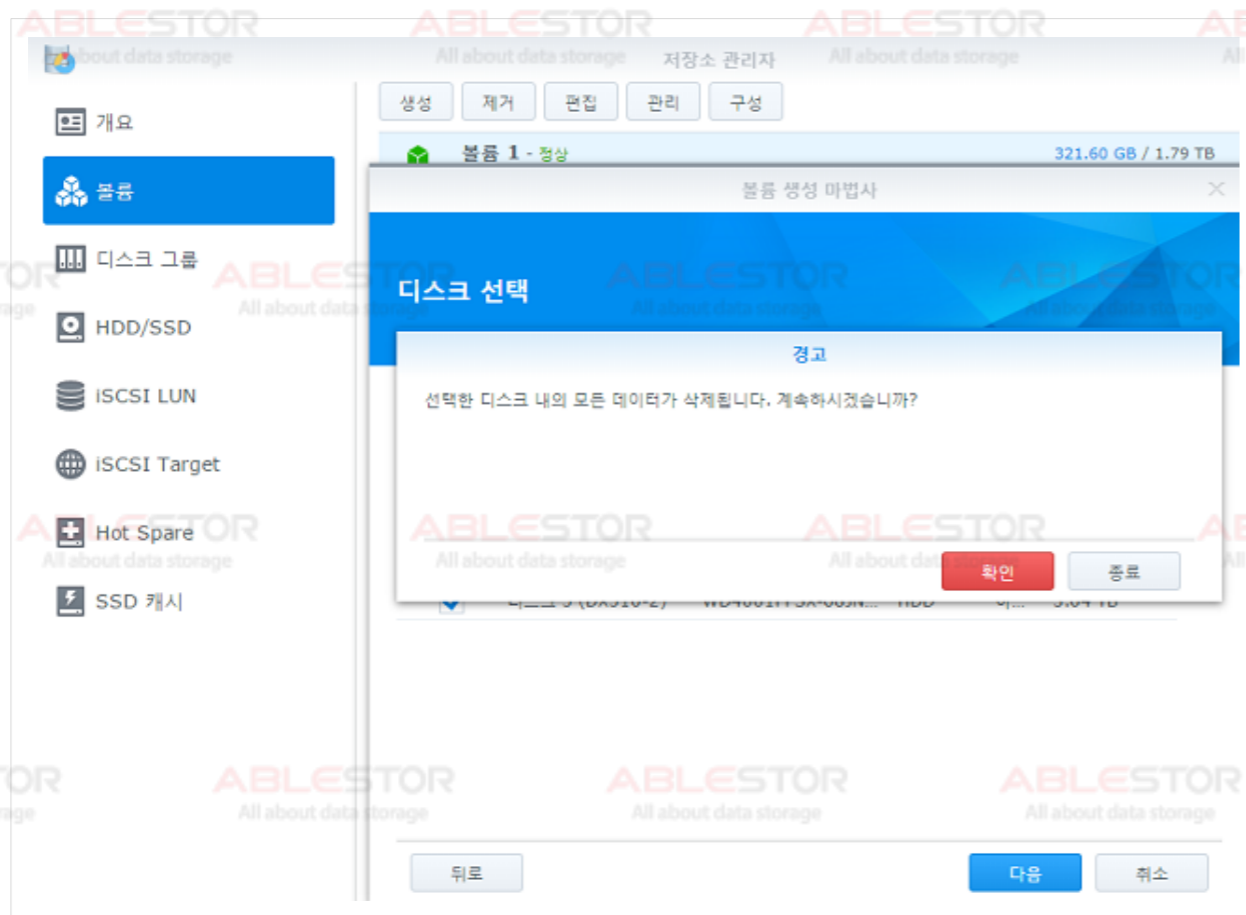 저장소 관리자
개요
볼륨
디스크 그룹
HDD/SSD
iSCSI LUN
iSCSI Target
Hot Spare
SSD 캐시
생성 제거 편집 관리 구성
볼륨 1 - 정상 321.60 GB / 1.79 TB
볼륨 생성 마법사
디스크 선택
경고
선택한 디스크 내의 모든 데이터가 삭제됩니다. 계속하시겠습니까?
확인 종료
HDD
뒤로 다음 취소
ABLESTOR
All about data storage